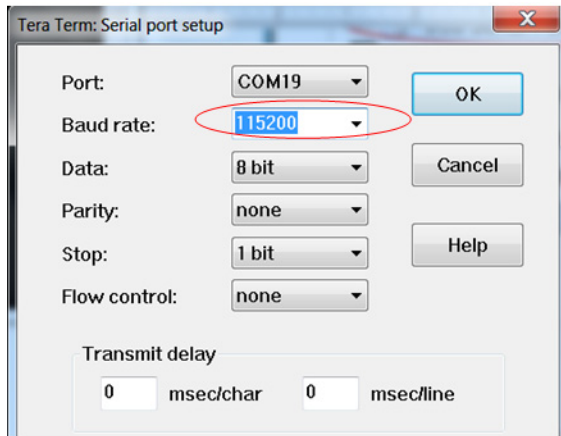 Tera Term: Serial port setup
Port: COM19 OK
Baud rate: 115200
Data: 8 bit Cancel
Parity: none
Stop: 1 bit Help
Flow control: none
Transmit delay
0 msec/char 0 msec/line